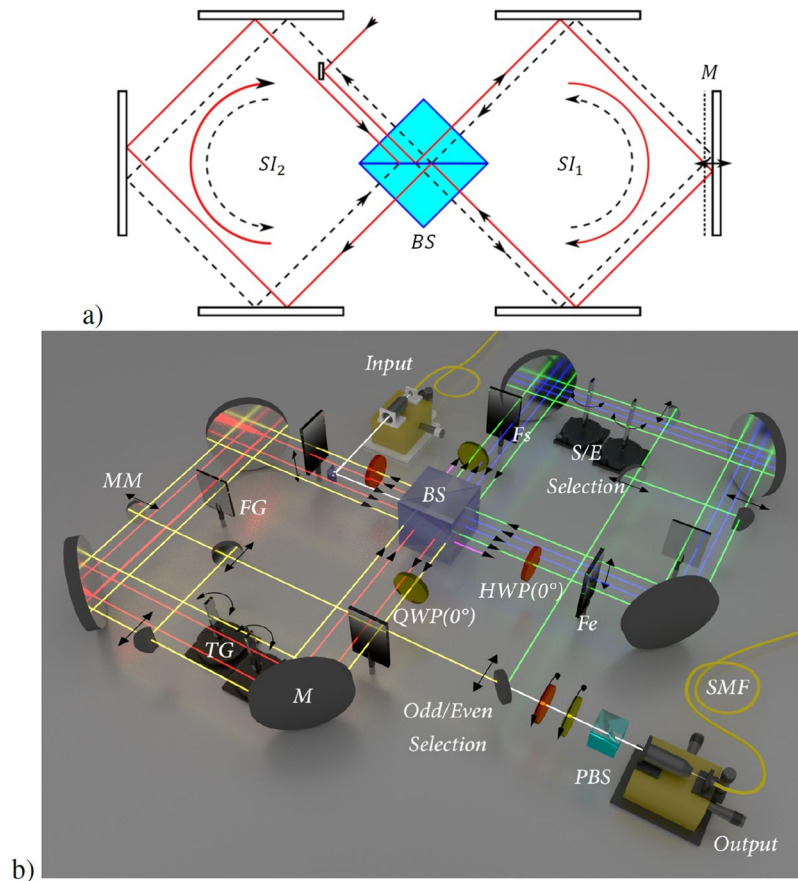 M
SI₂
SI₁
BS
a)
Input
Fs
S/E
Selection
MM
FG
BS
HWP(0°)
QWP(0°)
Fe
TG
M
SMF
Odd/Even
Selection
PBS
Output
b)